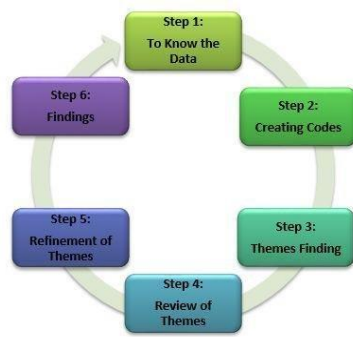 Step 1:
To Know the
Data
Step 2:
Creating Codes
Step 3:
Themes Finding
Step 4:
Review of
Themes
Step 5:
Refinement of
Themes
Step 6:
Findings